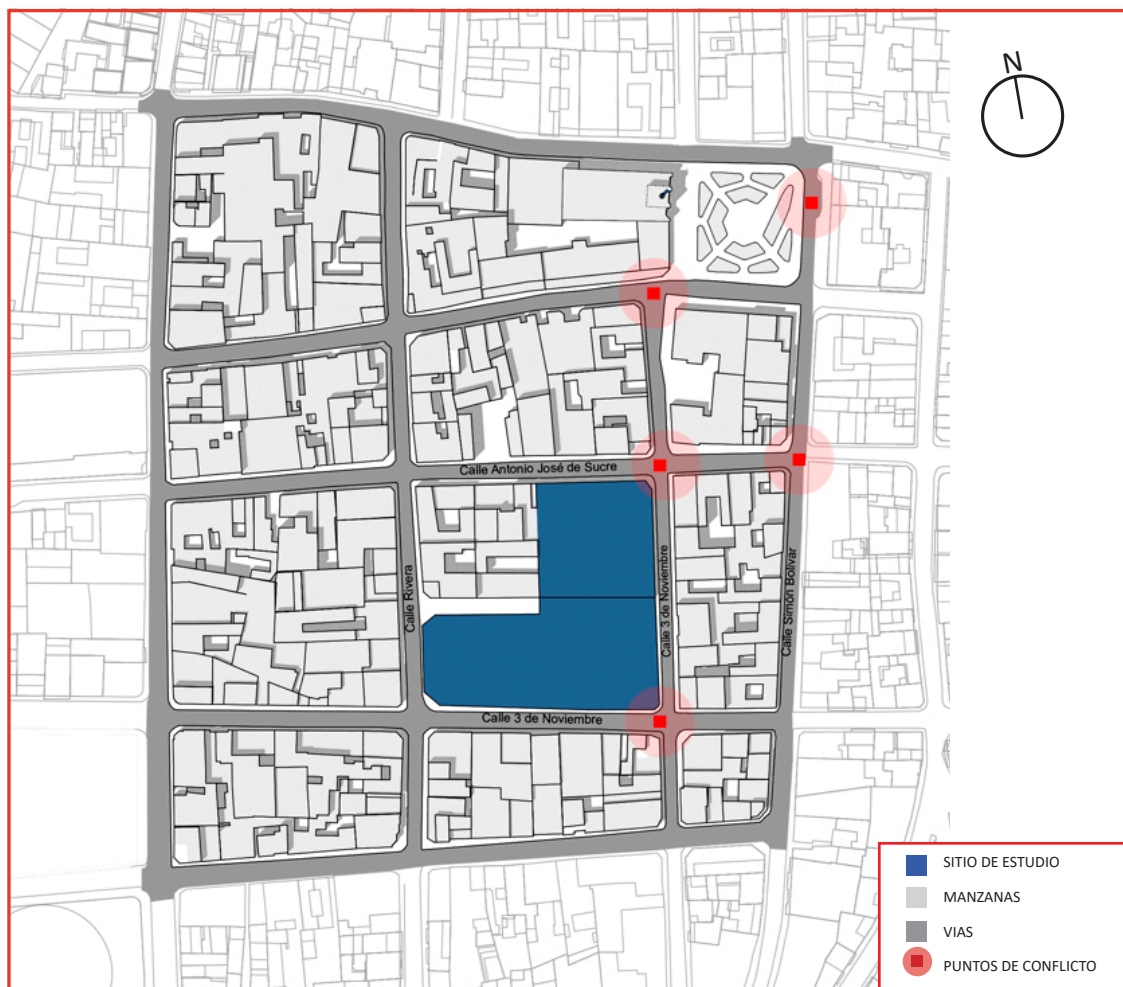 N
Calle Antonio José de Sucre
Calle Rivera
Calle 3 de Noviembre
Calle Simón Bolívar
Calle 3 de Noviembre
SITIO DE ESTUDIO
MANZANAS
VIAS
PUNTOS DE CONFLICTO